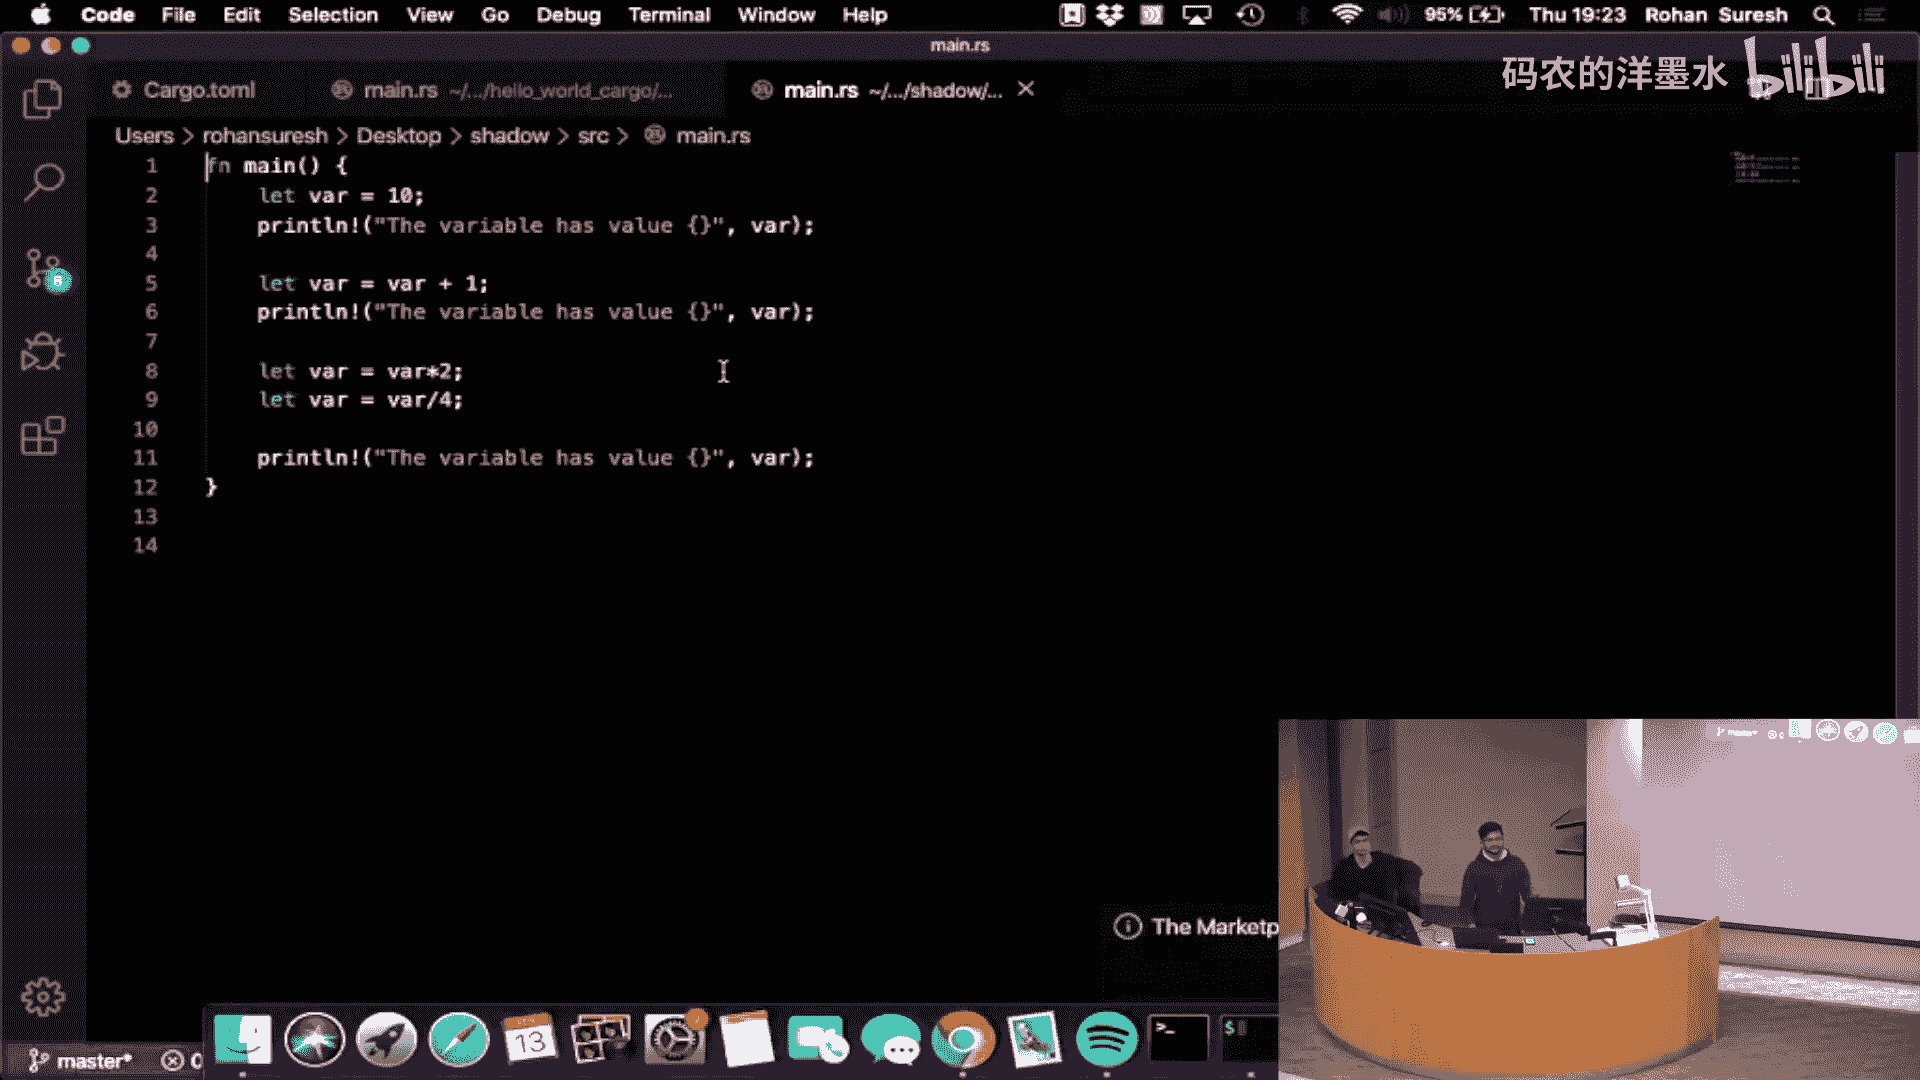 Code File Edit Selection View Go Debug Terminal Window Help 95% Thu 19:23 Rohan Suresh
main.rs
码农的洋墨水 bilibili
Cargo.toml main.rs ~/.../hello_world_cargo/... main.rs ~/.../shadow/...
Users > rohansuresh > Desktop > shadow > src > main.rs
1 fn main() {
2 let var = 10;
3 println!("The variable has value {}", var);
4
5 let var = var + 1;
6 println!("The variable has value {}", var);
7
8 let var = var*2;
9 let var = var/4;
10
11 println!("The variable has value {}", var);
12 }
13
14
6
The Marketp
13
master* 0
master*